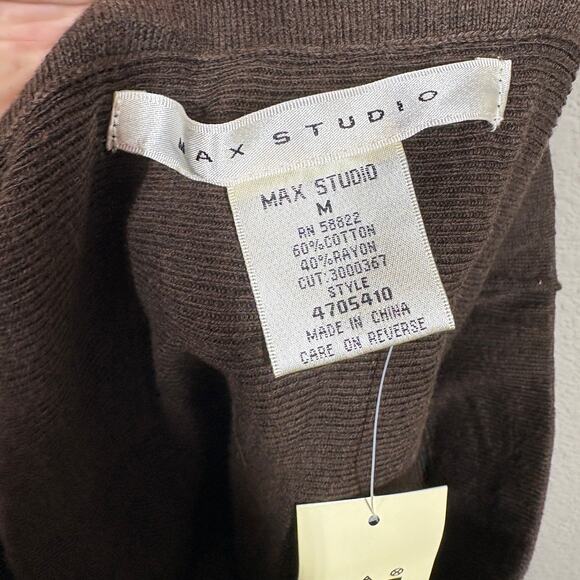 MAX STUDIO
MAX STUDIO
M
RN 58822
60%COTTON
40%RAYON
CUT:3000367
STYLE
4705410
MADE IN CHINA
CARE ON REVERSE